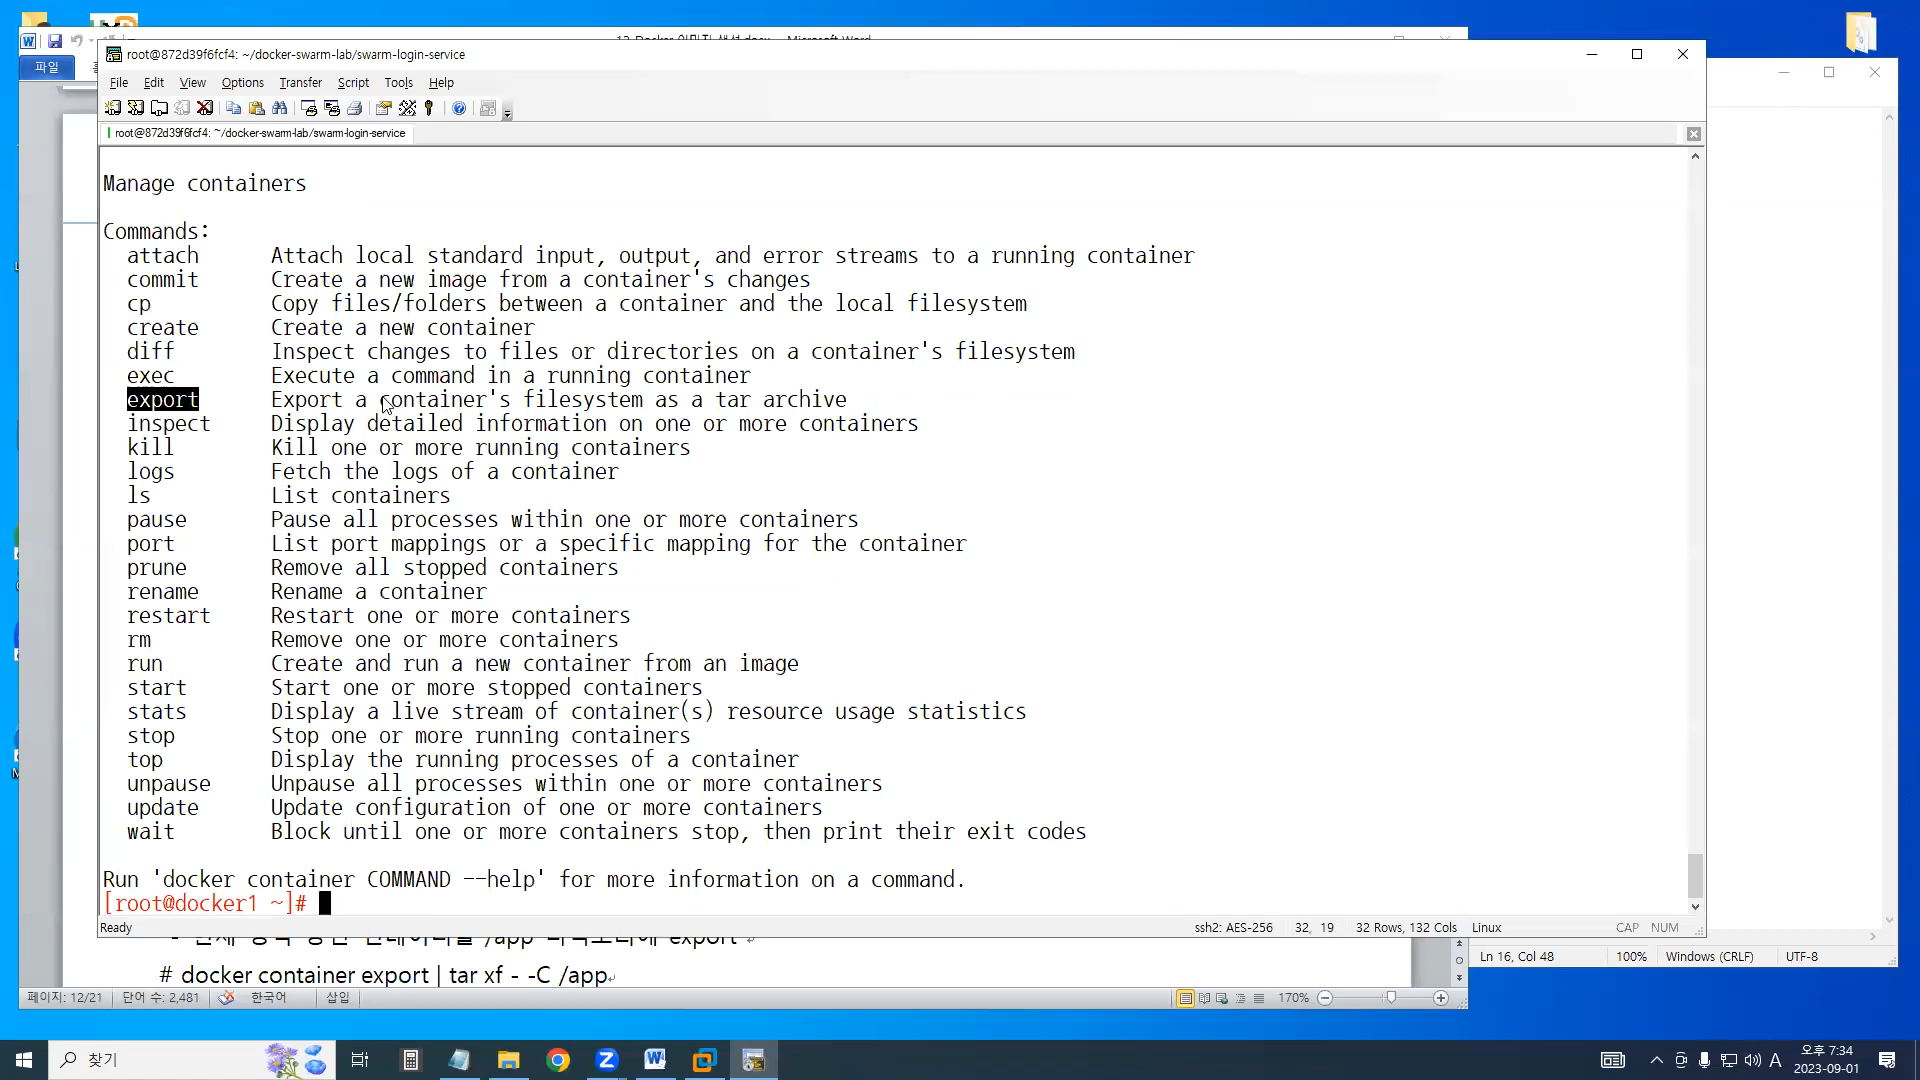 root@872d39f6fcf4: ~/docker-swarm-lab/swarm-login-service
파일
File Edit View Options Transfer Script Tools Help
root@872d39f6fcf4: ~/docker-swarm-lab/swarm-login-service
Manage containers
Commands:
attach Attach local standard input, output, and error streams to a running container
commit Create a new image from a container's changes
cp Copy files/folders between a container and the local filesystem
create Create a new container
diff Inspect changes to files or directories on a container's filesystem
exec Execute a command in a running container
export Export a container's filesystem as a tar archive
inspect Display detailed information on one or more containers
kill Kill one or more running containers
logs Fetch the logs of a container
ls List containers
pause Pause all processes within one or more containers
port List port mappings or a specific mapping for the container
prune Remove all stopped containers
rename Rename a container
restart Restart one or more containers
rm Remove one or more containers
run Create and run a new container from an image
start Start one or more stopped containers
stats Display a live stream of container(s) resource usage statistics
stop Stop one or more running containers
top Display the running processes of a container
unpause Unpause all processes within one or more containers
update Update configuration of one or more containers
wait Block until one or more containers stop, then print their exit codes
Run 'docker container COMMAND --help' for more information on a command.
[root@docker1 ~]#
Ready ssh2: AES-256 32, 19 32 Rows, 132 Cols Linux CAP NUM
/app export
# docker container export | tar xf - -C /app
Ln 16, Col 48 100% Windows (CRLF) UTF-8
페이지: 12/21 단어 수: 2,481 한국어 삽입 170%
찾기
A 오후 7:34
2023-09-01